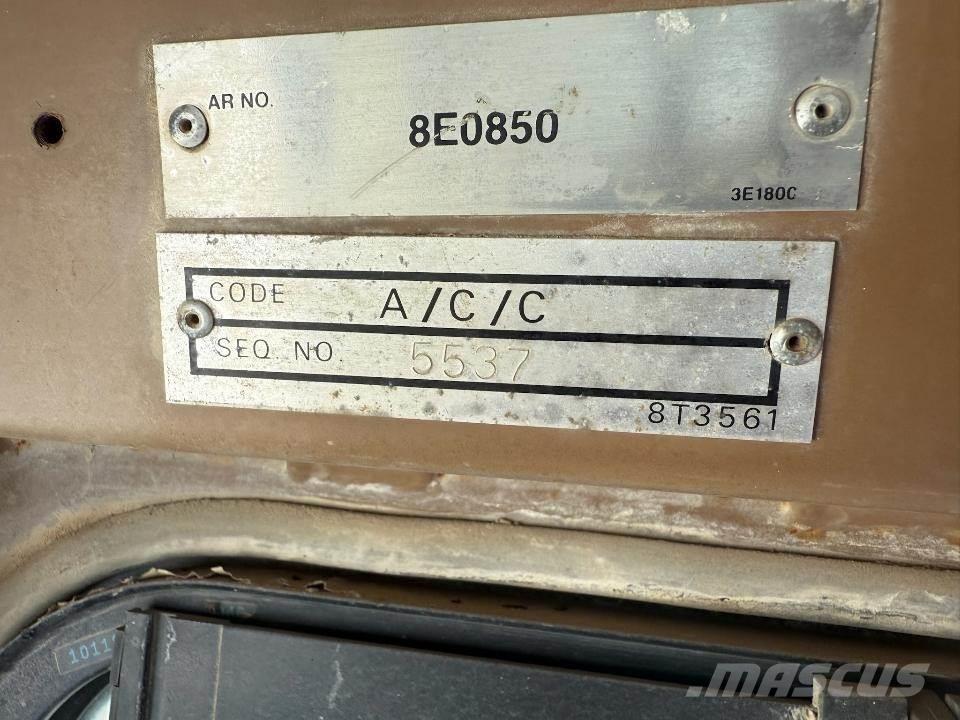 AR NO.
8E0850
3E180C
CODE A/C/C
SEQ. NO. 5537
8T3561
1011
MASCUS